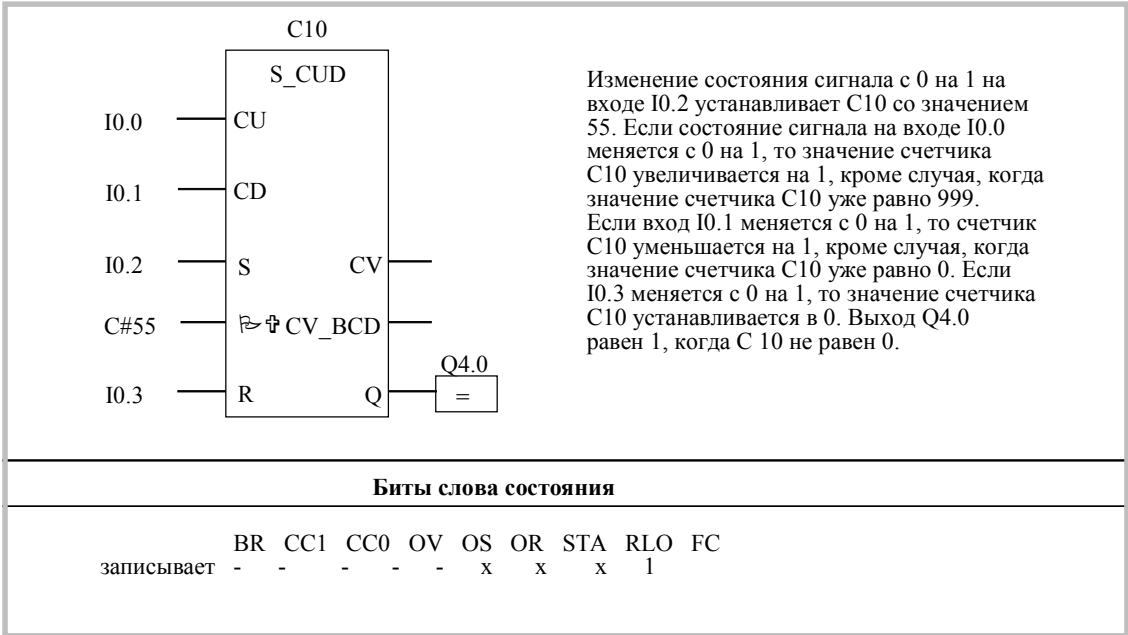 C10
S_CUD
I0.0 CU
I0.1 CD
I0.2 S CV
C#55 CV_BCD
Q4.0
I0.3 R Q =
Изменение состояния сигнала с 0 на 1 на
входе I0.2 устанавливает C10 со значением
55. Если состояние сигнала на входе I0.0
меняется с 0 на 1, то значение счетчика
C10 увеличивается на 1, кроме случая, когда
значение счетчика C10 уже равно 999.
Если вход I0.1 меняется с 0 на 1, то счетчик
C10 уменьшается на 1, кроме случая, когда
значение счетчика C10 уже равно 0. Если
I0.3 меняется с 0 на 1, то значение счетчика
C10 устанавливается в 0. Выход Q4.0
равен 1, когда C 10 не равен 0.
Биты слова состояния
BR CC1 CC0 OV OS OR STA RLO FC
записывает - - - - - x x x 1